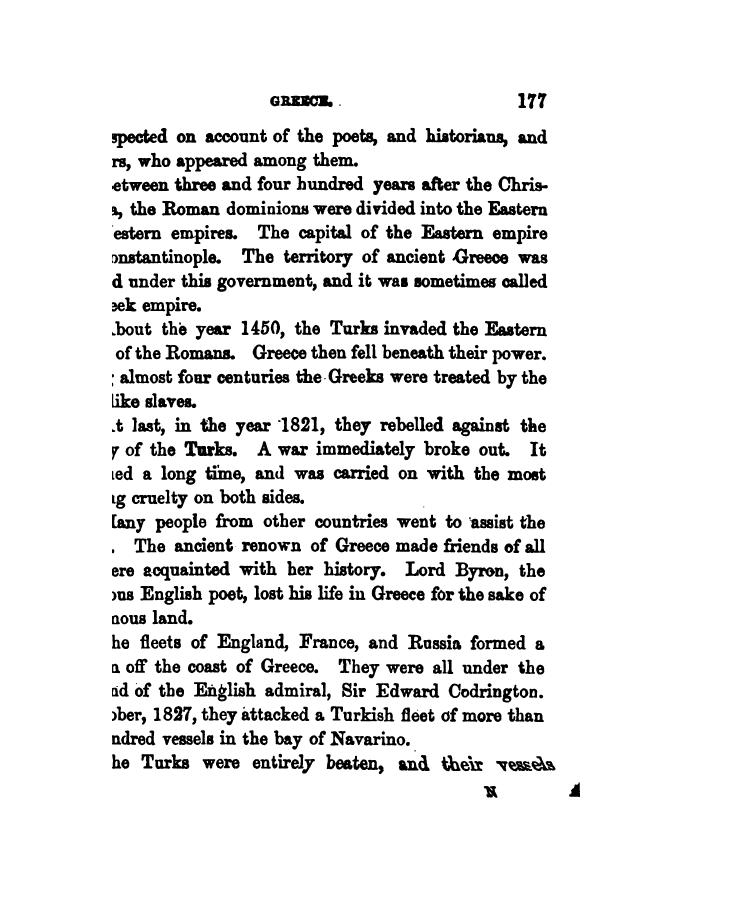 GREECE. 177
spected on account of the poets, and historians, and
rs, who appeared among them.
etween three and four hundred years after the Chris-
a, the Roman dominions were divided into the Eastern
estern empires. The capital of the Eastern empire
onstantinople. The territory of ancient Greece was
d under this government, and it was sometimes called
eek empire.
bout the year 1450, the Turks invaded the Eastern
of the Romans. Greece then fell beneath their power.
almost four centuries the Greeks were treated by the
like slaves.
t last, in the year 1821, they rebelled against the
y of the Turks. A war immediately broke out. It
ued a long time, and was carried on with the most
ng cruelty on both sides.
Many people from other countries went to assist the
. The ancient renown of Greece made friends of all
ere acquainted with her history. Lord Byron, the
ous English poet, lost his life in Greece for the sake of
mous land.
he fleets of England, France, and Russia formed a
n off the coast of Greece. They were all under the
nd of the English admiral, Sir Edward Codrington.
ober, 1827, they attacked a Turkish fleet of more than
ndred vessels in the bay of Navarino.
he Turks were entirely beaten, and their vessels
N